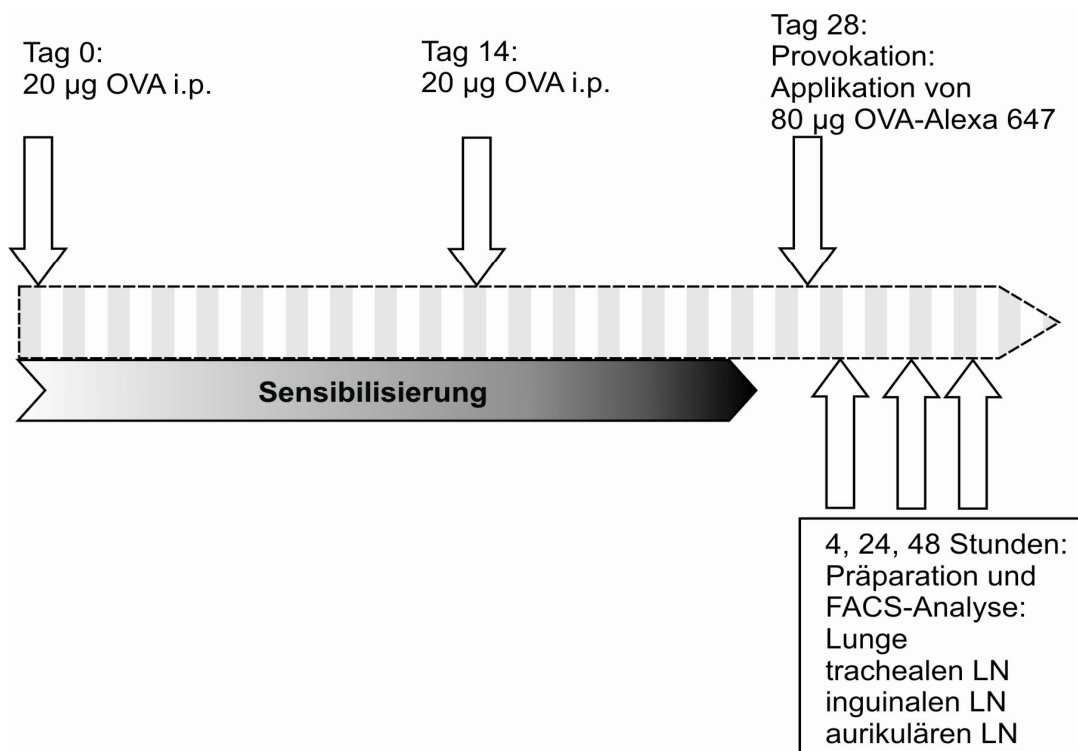 Tag 0:
20 µg OVA i.p.
Tag 14:
20 µg OVA i.p.
Tag 28:
Provokation:
Applikation von
80 µg OVA-Alexa 647
Sensibilisierung
4, 24, 48 Stunden:
Präparation und
FACS-Analyse:
Lunge
trachealen LN
inguinalen LN
aurikulären LN